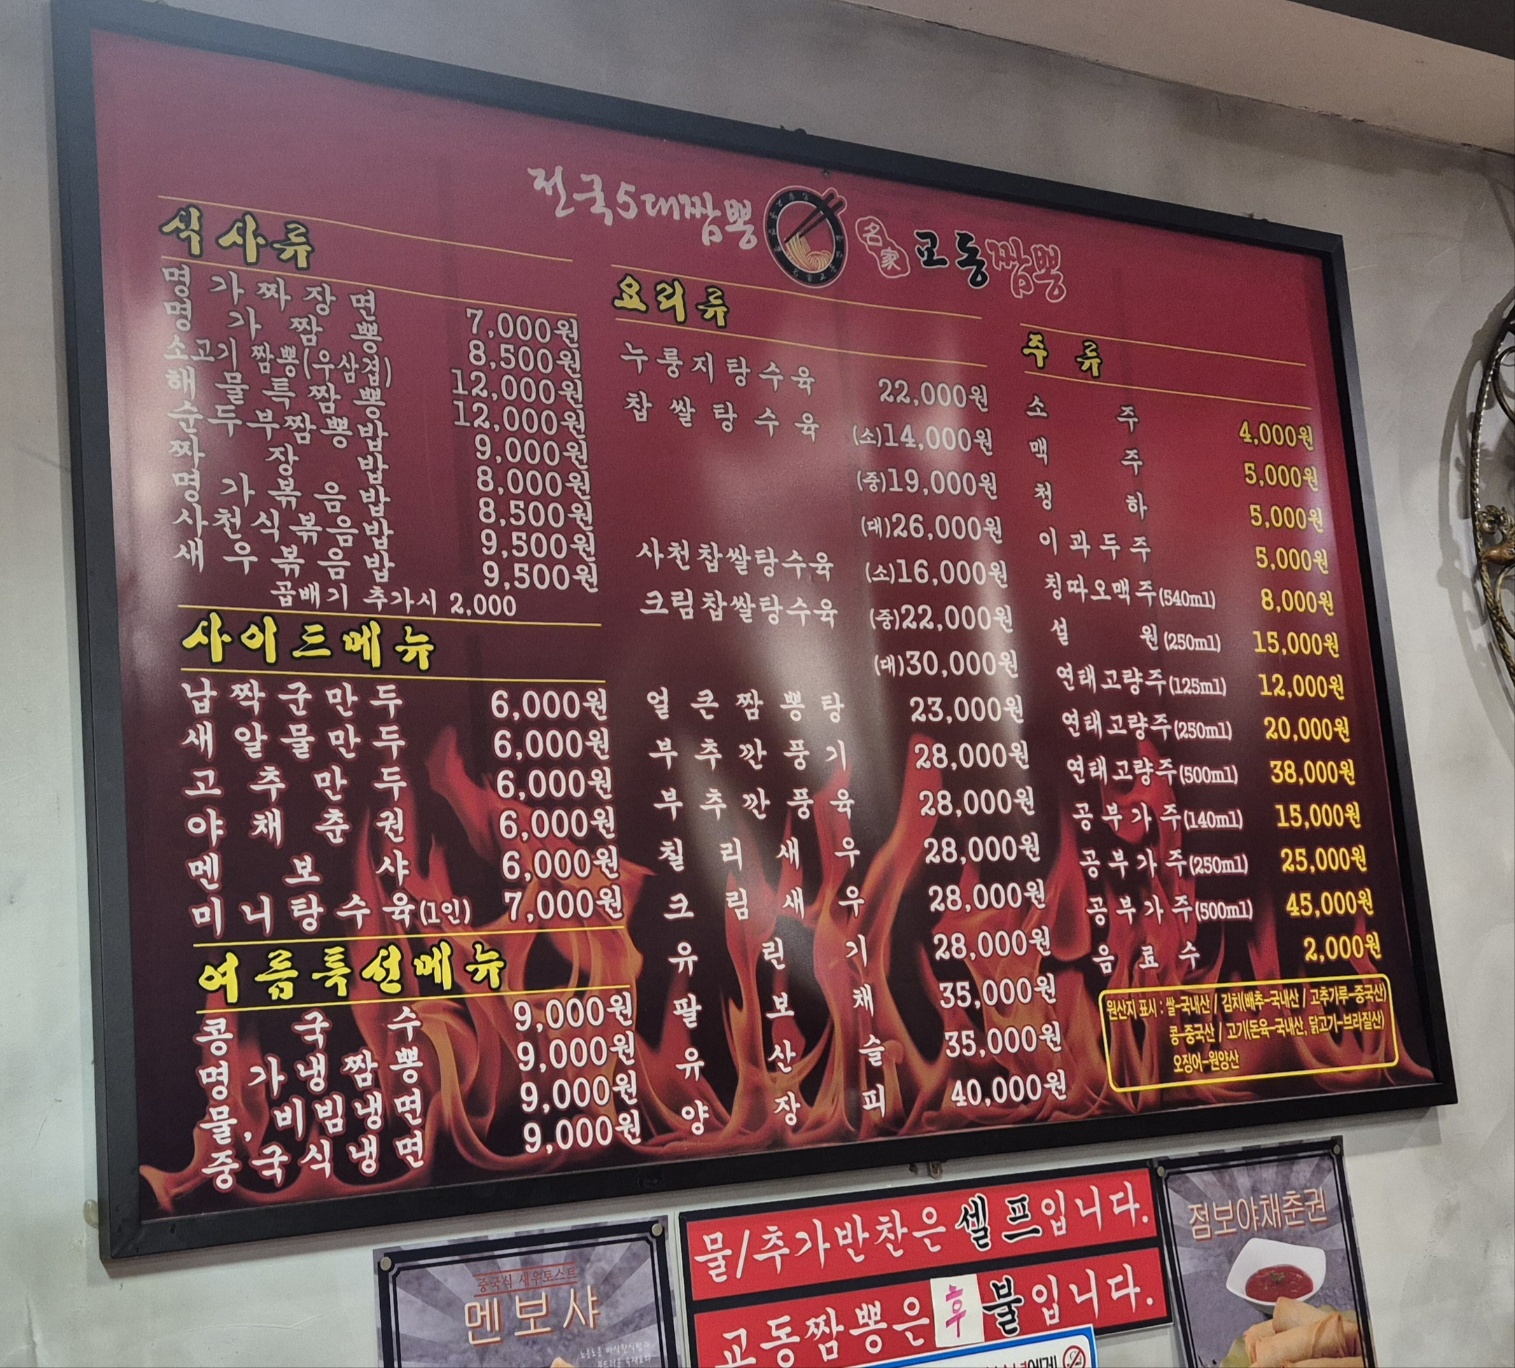 전국5대짬뽕 名家 교동짬뽕
식사류
명가짜장면 7,000원
명가짬뽕 8,500원
소고기짬뽕(우삼겹) 12,000원
해물특짬뽕 12,000원
순두부짬뽕밥 9,000원
짜장밥 8,000원
명가볶음밥 8,500원
사천식볶음밥 9,500원
새우볶음밥 9,500원
곱배기 추가시 2,000
사이드메뉴
납작군만두 6,000원
새알물만두 6,000원
고추만두 6,000원
야채춘권 6,000원
멘보샤 6,000원
미니탕수육(1인) 7,000원
여름특선메뉴
콩국수 9,000원
명가냉짬뽕 9,000원
물,비빔냉면 9,000원
중국식냉면 9,000원
요리류
누룽지탕수육 22,000원
찹쌀탕수육 (소)14,000원
(중)19,000원
(대)26,000원
사천찹쌀탕수육 (소)16,000원
크림찹쌀탕수육 (중)22,000원
(대)30,000원
얼큰짬뽕탕 23,000원
부추깐풍기 28,000원
부추깐풍육 28,000원
칠리새우 28,000원
크림새우 28,000원
유린기 28,000원
팔보채 35,000원
유산슬 35,000원
양장피 40,000원
주류
소주 4,000원
맥주 5,000원
청하 5,000원
이과두주 5,000원
칭따오맥주(540ml) 8,000원
설원(250ml) 15,000원
연태고량주(125ml) 12,000원
연태고량주(250ml) 20,000원
연태고량주(500ml) 38,000원
공부가주(140ml) 15,000원
공부가주(250ml) 25,000원
공부가주(500ml) 45,000원
음료수 2,000원
원산지 표시 : 쌀-국내산 / 김치(배추-국내산 / 고추가루-중국산)
콩-중국산 / 고기(돈육-국내산, 닭고기-브라질산)
오징어-원양산
중국식 새우토스트
멘보샤
물/추가반찬은 셀프입니다.
교동짬뽕은 후불입니다.
점보야채춘권